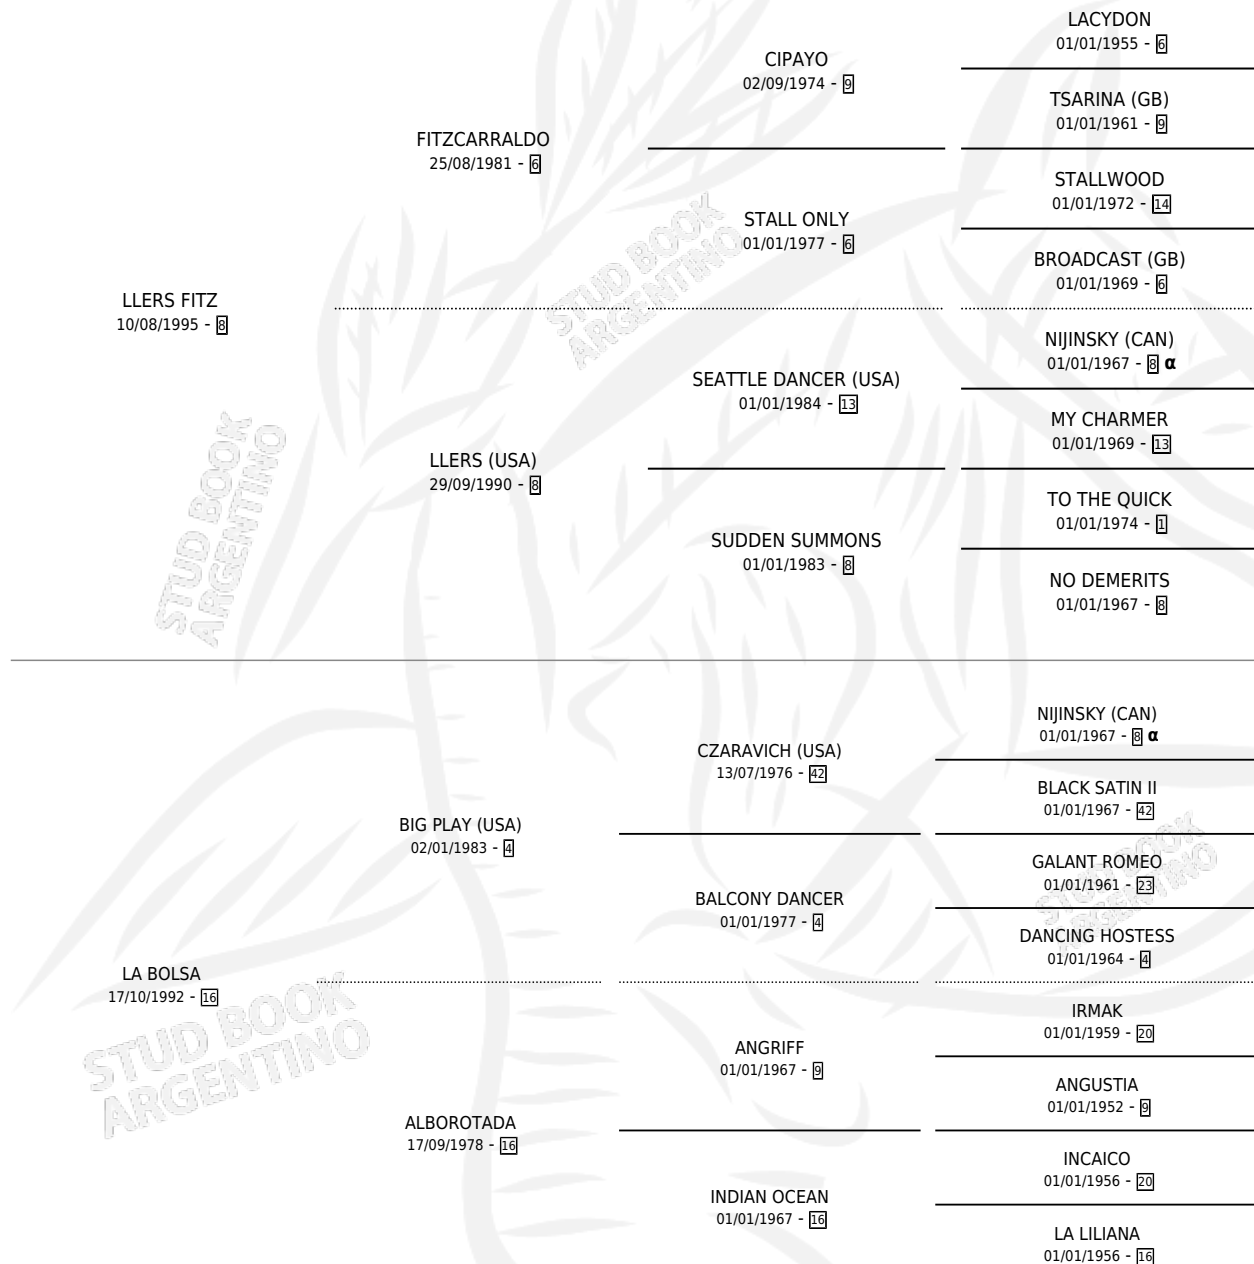 LACYDON
01/01/1955 - 6
CIPAYO
02/09/1974 - 9
TSARINA (GB)
01/01/1961 - 9
FITZCARRALDO
25/08/1981 - 6
STALLWOOD
01/01/1972 - 14
STALL ONLY
01/01/1977 - 6
BROADCAST (GB)
01/01/1969 - 6
STUD BOOK
ARGENTINO
LLERS FITZ
10/08/1995 - 8
NIJINSKY (CAN)
01/01/1967 - 8 α
SEATTLE DANCER (USA)
01/01/1984 - 13
MY CHARMER
01/01/1969 - 13
LLERS (USA)
29/09/1990 - 8
TO THE QUICK
01/01/1974 - 1
SUDDEN SUMMONS
01/01/1983 - 8
NO DEMERITS
01/01/1967 - 8
STUD BOOK
ARGENTINO
NIJINSKY (CAN)
01/01/1967 - 8 α
CZARAVICH (USA)
13/07/1976 - 42
BLACK SATIN II
01/01/1967 - 42
BIG PLAY (USA)
02/01/1983 - 4
GALANT ROMEO
01/01/1961 - 23
BALCONY DANCER
01/01/1977 - 4
DANCING HOSTESS
01/01/1964 - 4
STUD BOOK
ARGENTINO
LA BOLSA
17/10/1992 - 16
IRMAK
01/01/1959 - 20
ANGRIFF
01/01/1967 - 9
ANGUSTIA
01/01/1952 - 9
ALBOROTADA
17/09/1978 - 16
INCAICO
01/01/1956 - 20
INDIAN OCEAN
01/01/1967 - 16
LA LILIANA
01/01/1956 - 16
STUD BOOK
ARGENTINO